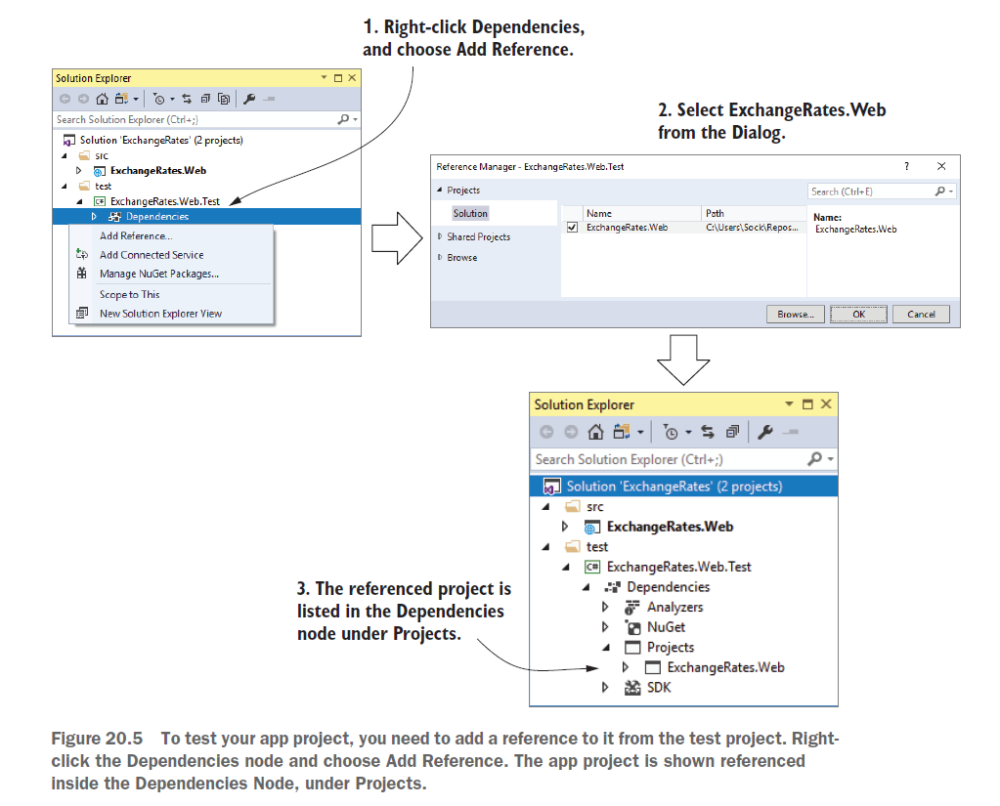 1. Right-click Dependencies,
and choose Add Reference.
Solution Explorer
Search Solution Explorer (Ctrl+;)
Solution 'ExchangeRates' (2 projects)
src
ExchangeRates.Web
test
ExchangeRates.Web.Test
Dependencies
Add Reference...
Add Connected Service
Manage NuGet Packages...
Scope to This
New Solution Explorer View
2. Select ExchangeRates.Web
from the Dialog.
Reference Manager - ExchangeRates.Web.Test ?
Projects
Search (Ctrl+E)
Solution
Shared Projects
Browse
Name Path
ExchangeRates.Web C:\Users\Sock\Repos...
Name:
ExchangeRates.Web
Browse... OK Cancel
Solution Explorer
Search Solution Explorer (Ctrl+;)
Solution 'ExchangeRates' (2 projects)
src
ExchangeRates.Web
test
C# ExchangeRates.Web.Test
Dependencies
Analyzers
NuGet
Projects
ExchangeRates.Web
SDK
3. The referenced project is
listed in the Dependencies
node under Projects.
Figure 20.5 To test your app project, you need to add a reference to it from the test project. Right-
click the Dependencies node and choose Add Reference. The app project is shown referenced
inside the Dependencies Node, under Projects.